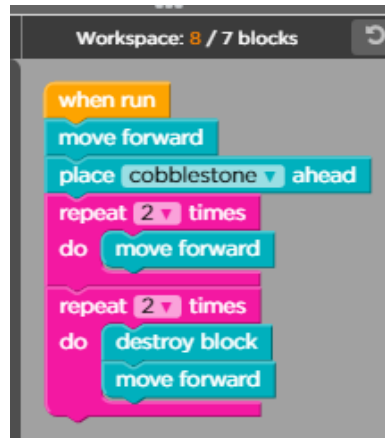 Workspace: 8 / 7 blocks
when run
move forward
place cobblestone ahead
repeat 2 times
do move forward
repeat 2 times
do destroy block
move forward